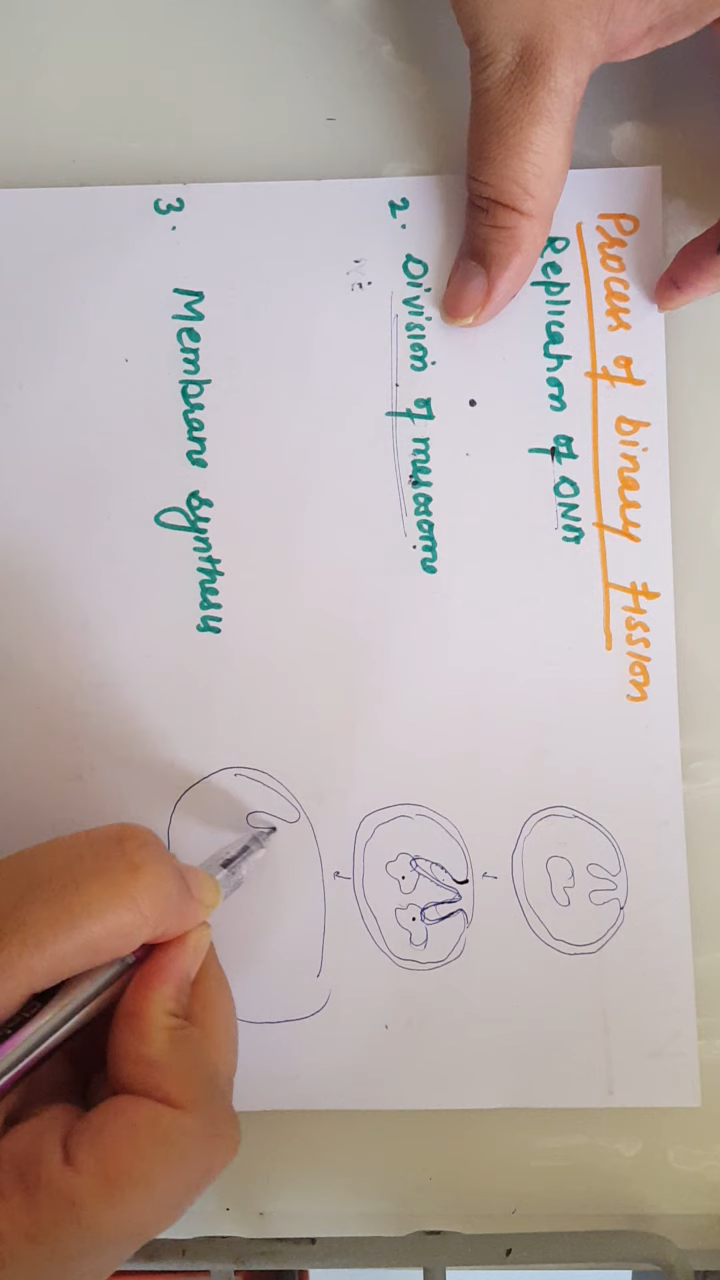 Process of binary Fission
Replication of DNA
2. Division of mesosome
3. Membrane synthesis